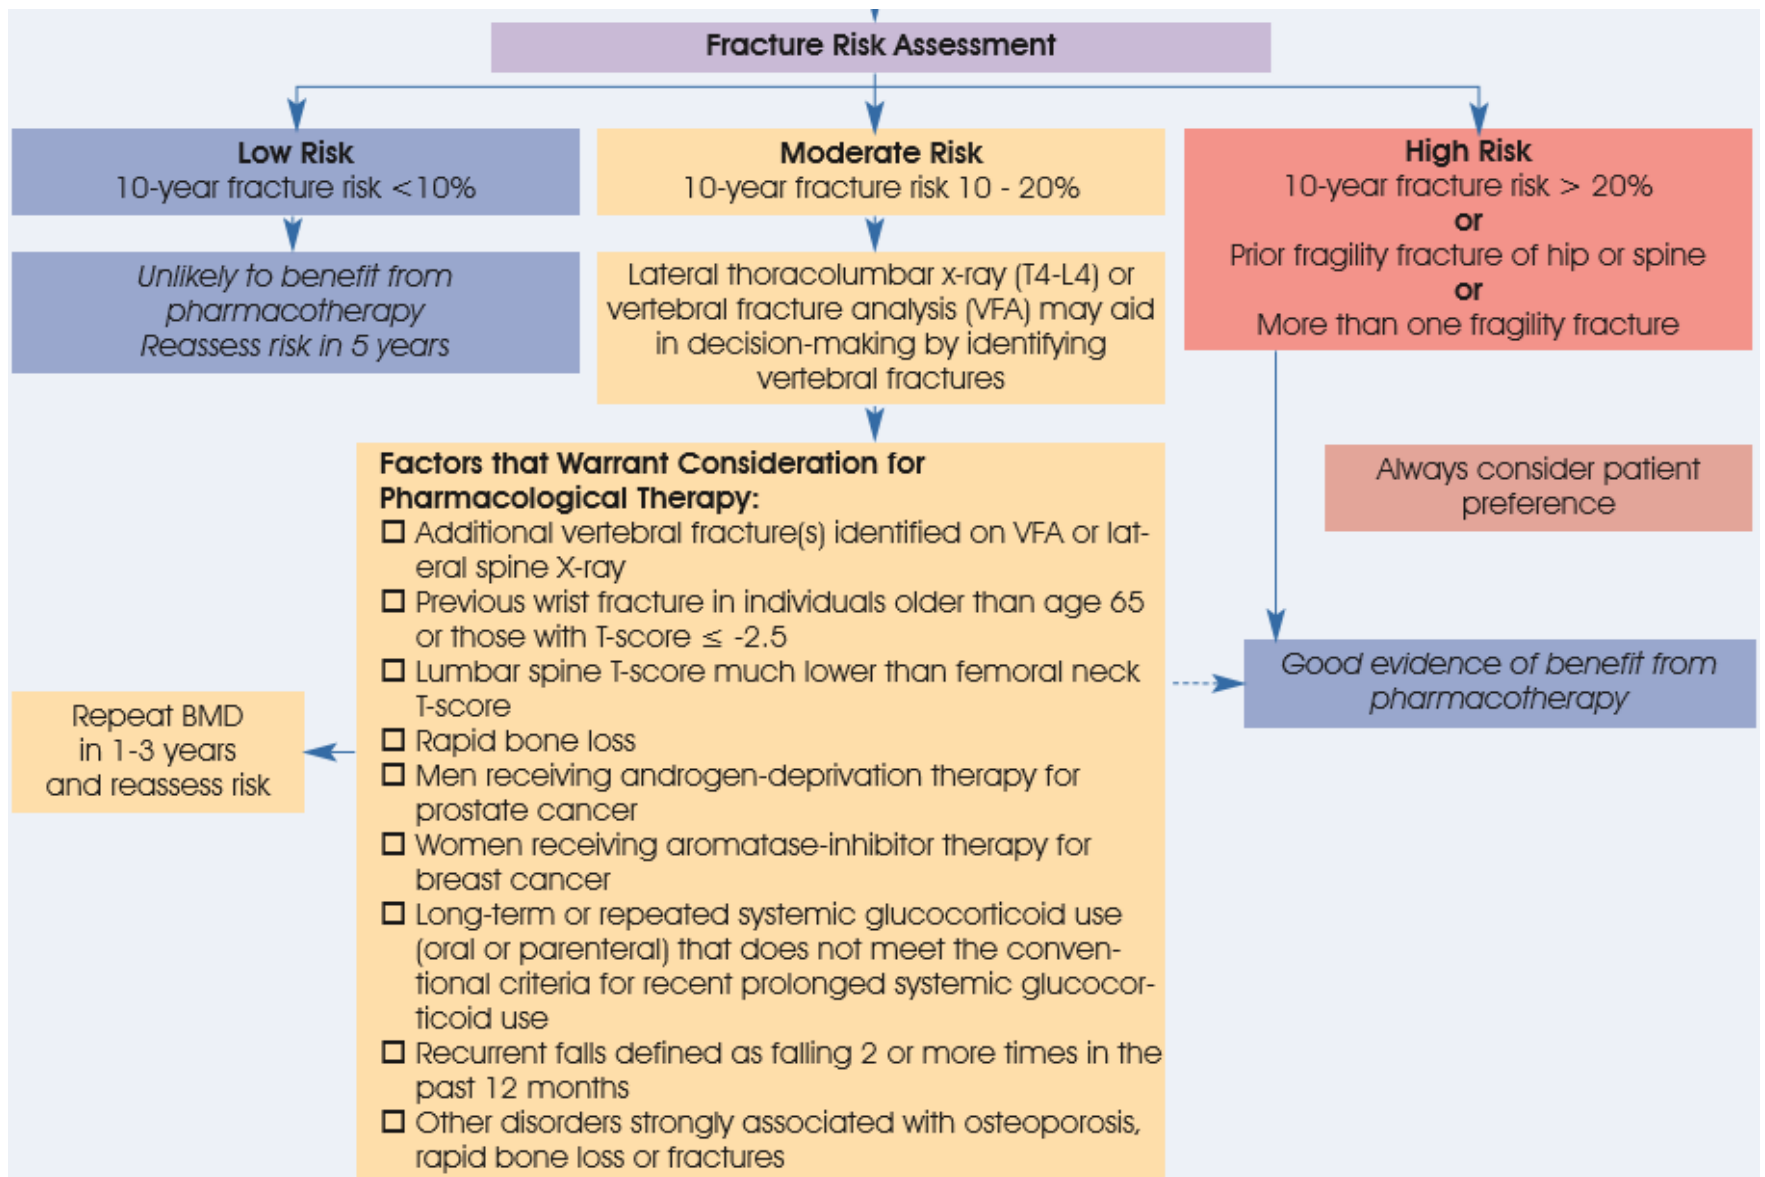 Fracture Risk Assessment
Low Risk
10-year fracture risk <10%
Unlikely to benefit from
pharmacotherapy
Reassess risk in 5 years
Moderate Risk
10-year fracture risk 10 - 20%
Lateral thoracolumbar x-ray (T4-L4) or
vertebral fracture analysis (VFA) may aid
in decision-making by identifying
vertebral fractures
High Risk
10-year fracture risk > 20%
or
Prior fragility fracture of hip or spine
or
More than one fragility fracture
Always consider patient
preference
Factors that Warrant Consideration for
Pharmacological Therapy:
☐ Additional vertebral fracture(s) identified on VFA or lat-
eral spine X-ray
☐ Previous wrist fracture in individuals older than age 65
or those with T-score ≤ -2.5
☐ Lumbar spine T-score much lower than femoral neck
T-score
☐ Rapid bone loss
☐ Men receiving androgen-deprivation therapy for
prostate cancer
☐ Women receiving aromatase-inhibitor therapy for
breast cancer
☐ Long-term or repeated systemic glucocorticoid use
(oral or parenteral) that does not meet the conven-
tional criteria for recent prolonged systemic glucocor-
ticoid use
☐ Recurrent falls defined as falling 2 or more times in the
past 12 months
☐ Other disorders strongly associated with osteoporosis,
rapid bone loss or fractures
Repeat BMD
in 1-3 years
and reassess risk
Good evidence of benefit from
pharmacotherapy